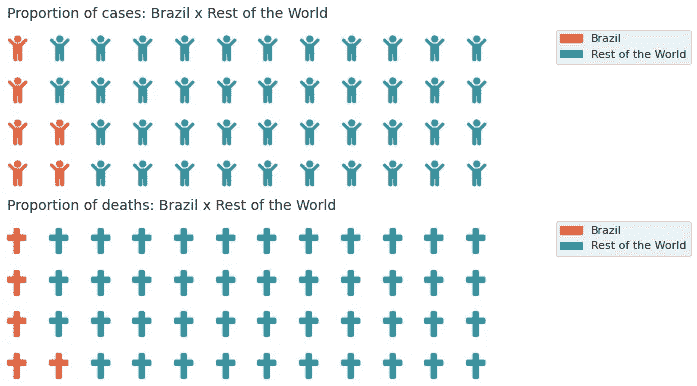 Proportion of cases: Brazil x Rest of the World
Brazil
Rest of the World
Proportion of deaths: Brazil x Rest of the World
Brazil
Rest of the World